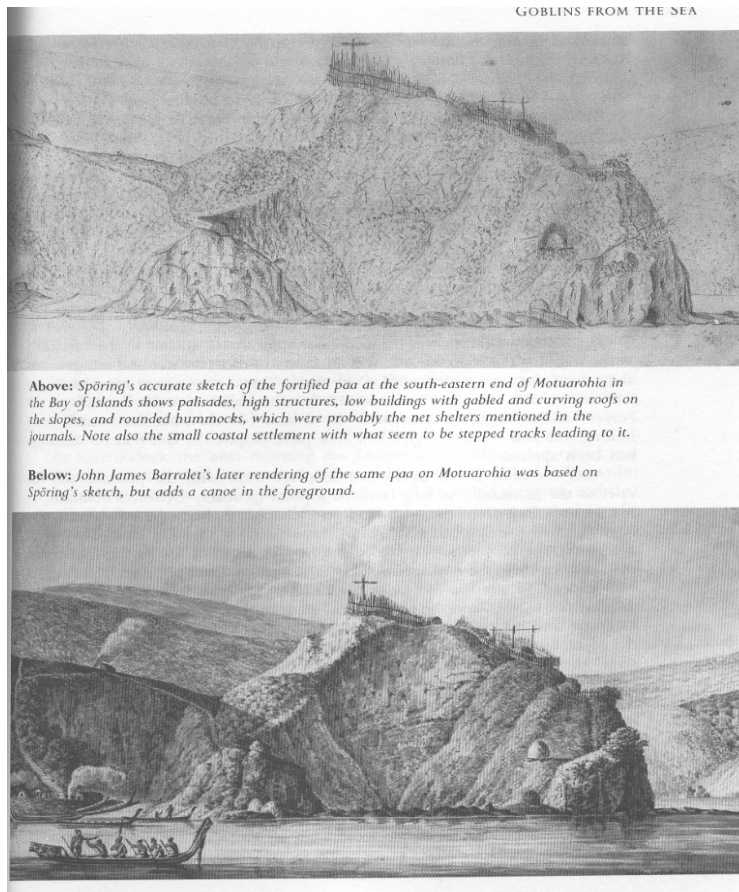 GOBLINS FROM THE SEA
Above: Spöring's accurate sketch of the fortified paa at the south-eastern end of Motuarohia in
the Bay of Islands shows palisades, high structures, low buildings with gabled and curving roofs on
the slopes, and rounded hummocks, which were probably the net shelters mentioned in the
journals. Note also the small coastal settlement with what seem to be stepped tracks leading to it.
Below: John James Barralet's later rendering of the same paa on Motuarohia was based on
Spöring's sketch, but adds a canoe in the foreground.